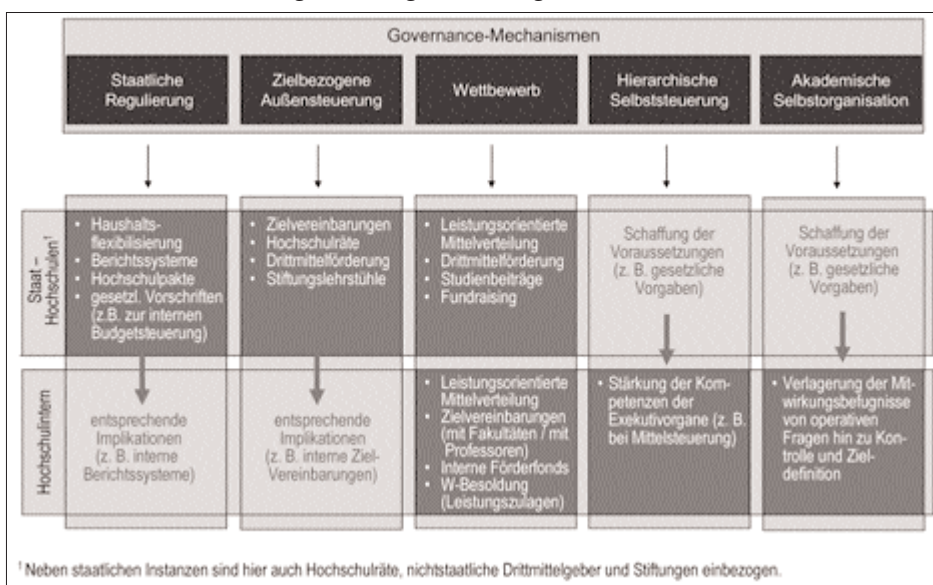 Governance-Mechanismen
Staatliche
Regulierung
Zielbezogene
Außensteuerung
Wettbewerb
Hierarchische
Selbststeuerung
Akademische
Selbstorganisation
Staat –
Hochschulen¹
• Haushalts-
flexibilisierung
• Berichtssysteme
• Hochschulpakte
• gesetzl. Vorschriften
(z.B. zur internen
Budgetsteuerung)
• Zielvereinbarungen
• Hochschulräte
• Drittmittelförderung
• Stiftungslehrstühle
• Leistungsorientierte
Mittelverteilung
• Drittmittelförderung
• Studienbeiträge
• Fundraising
Schaffung der
Voraussetzungen
(z. B. gesetzliche
Vorgaben)
Schaffung der
Voraussetzungen
(z. B. gesetzliche
Vorgaben)
Hochschulintern
entsprechende
Implikationen
(z. B. interne
Berichtssysteme)
entsprechende
Implikationen
(z. B. interne Ziel-
Vereinbarungen)
• Leistungsorientierte
Mittelverteilung
• Zielvereinbarungen
(mit Fakultäten / mit
Professoren)
• Interne Förderfonds
• W-Besoldung
(Leistungszulagen)
• Stärkung der Kom-
petenzen der
Exekutivorgane (z. B.
bei Mittelsteuerung)
• Verlagerung der Mit-
wirkungsbefugnisse
von operativen
Fragen hin zu Kon-
trolle und Ziel-
definition
¹ Neben staatlichen Instanzen sind hier auch Hochschulräte, nichtstaatliche Drittmittelgeber und Stiftungen einbezogen.